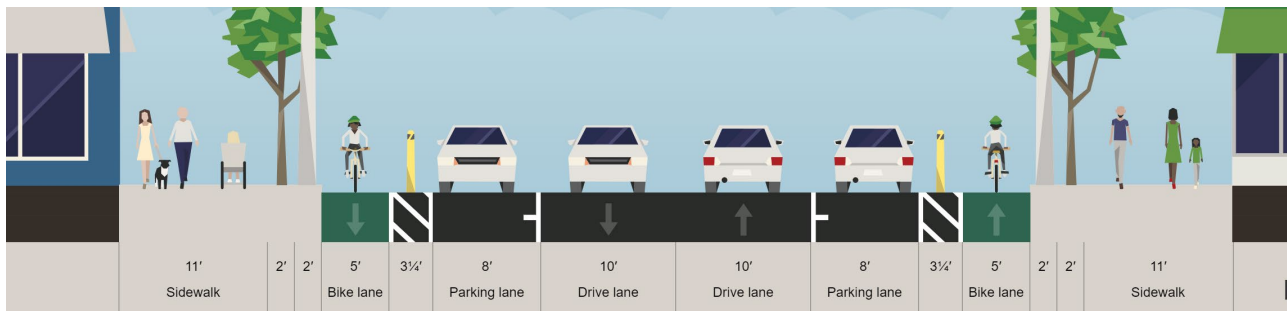 11′ 2′ 2′ 5′ 3¼′ 8′ 10′ 10′ 8′ 3¼′ 5′ 2′ 2′ 11′
Sidewalk Bike lane Parking lane Drive lane Drive lane Parking lane Bike lane Sidewalk